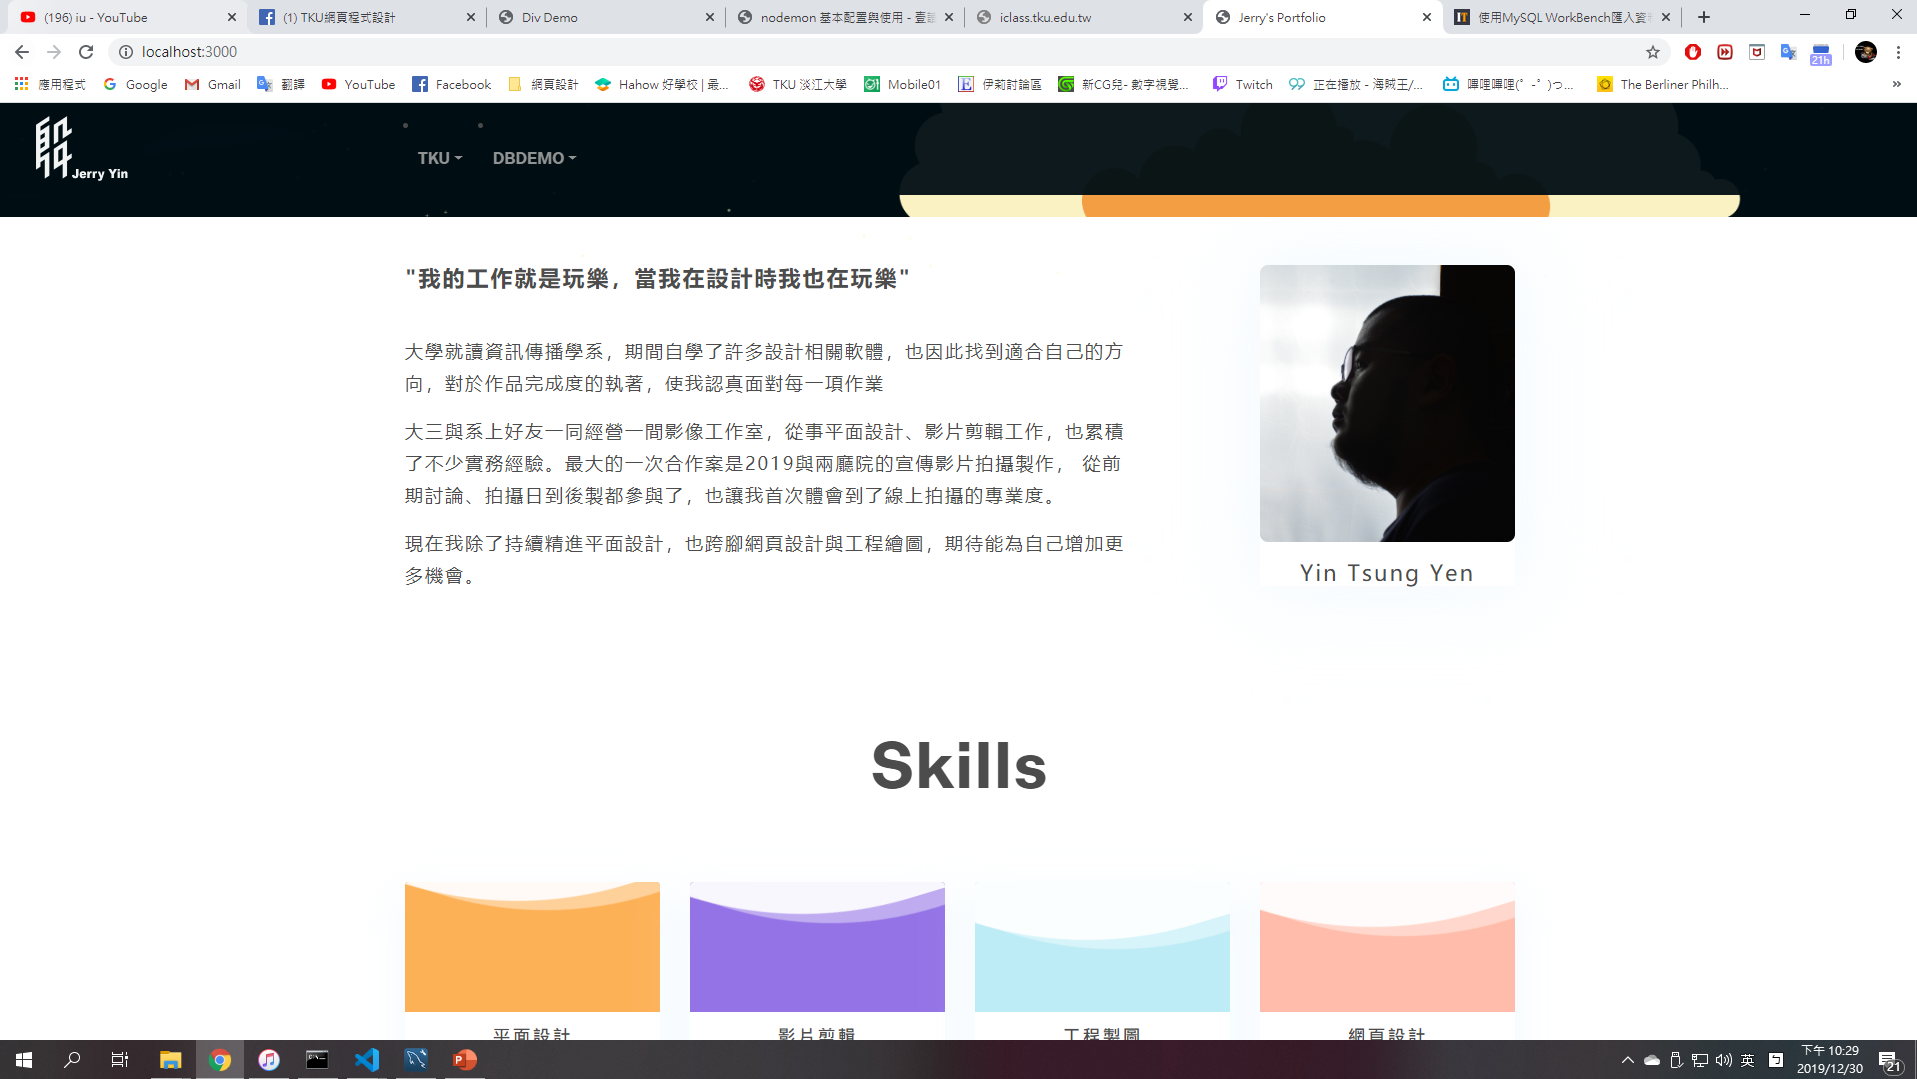 (196) iu - YouTube
(1) TKU網頁程式設計
Div Demo
nodemon 基本配置與使用 - 壹
iclass.tku.edu.tw
Jerry's Portfolio
使用MySQL WorkBench匯入資
localhost:3000
21h
應用程式
Google
Gmail
翻譯
YouTube
Facebook
網頁設計
Hahow 好學校 | 最...
TKU 淡江大學
Mobile01
伊莉討論區
新CG兒- 數字視覺...
Twitch
正在播放 - 海賊王/...
嗶哩嗶哩(゜-゜)つ...
The Berliner Philh...
Jerry Yin
TKU
DBDEMO
"我的工作就是玩樂，當我在設計時我也在玩樂"
大學就讀資訊傳播學系，期間自學了許多設計相關軟體，也因此找到適合自己的方
向，對於作品完成度的執著，使我認真面對每一項作業
大三與系上好友一同經營一間影像工作室，從事平面設計、影片剪輯工作，也累積
了不少實務經驗。最大的一次合作案是2019與兩廳院的宣傳影片拍攝製作， 從前
期討論、拍攝日到後製都參與了，也讓我首次體會到了線上拍攝的專業度。
現在我除了持續精進平面設計，也跨腳網頁設計與工程繪圖，期待能為自己增加更
多機會。
Yin Tsung Yen
Skills
平面設計
影片剪輯
工程製圖
網頁設計
英
下午 10:29
2019/12/30
21